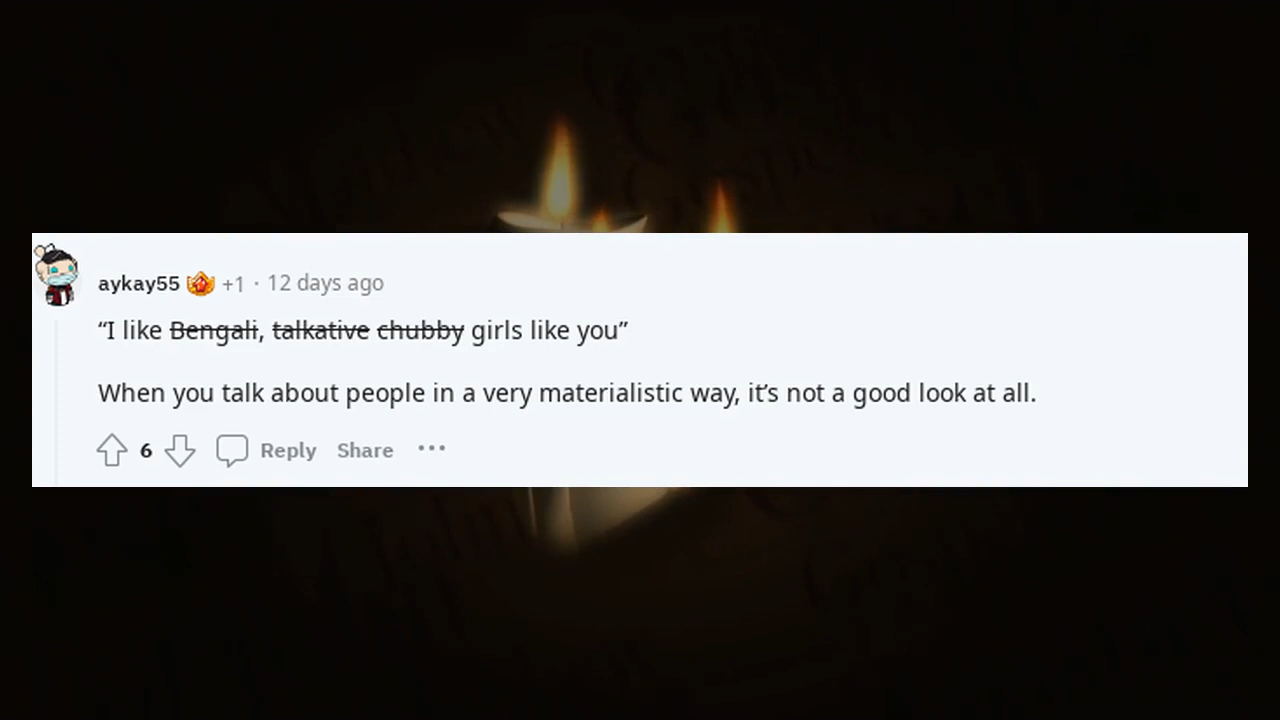 aykay55 +1 · 12 days ago
“I like Bengali, talkative chubby girls like you”
When you talk about people in a very materialistic way, it’s not a good look at all.
6 Reply Share ···